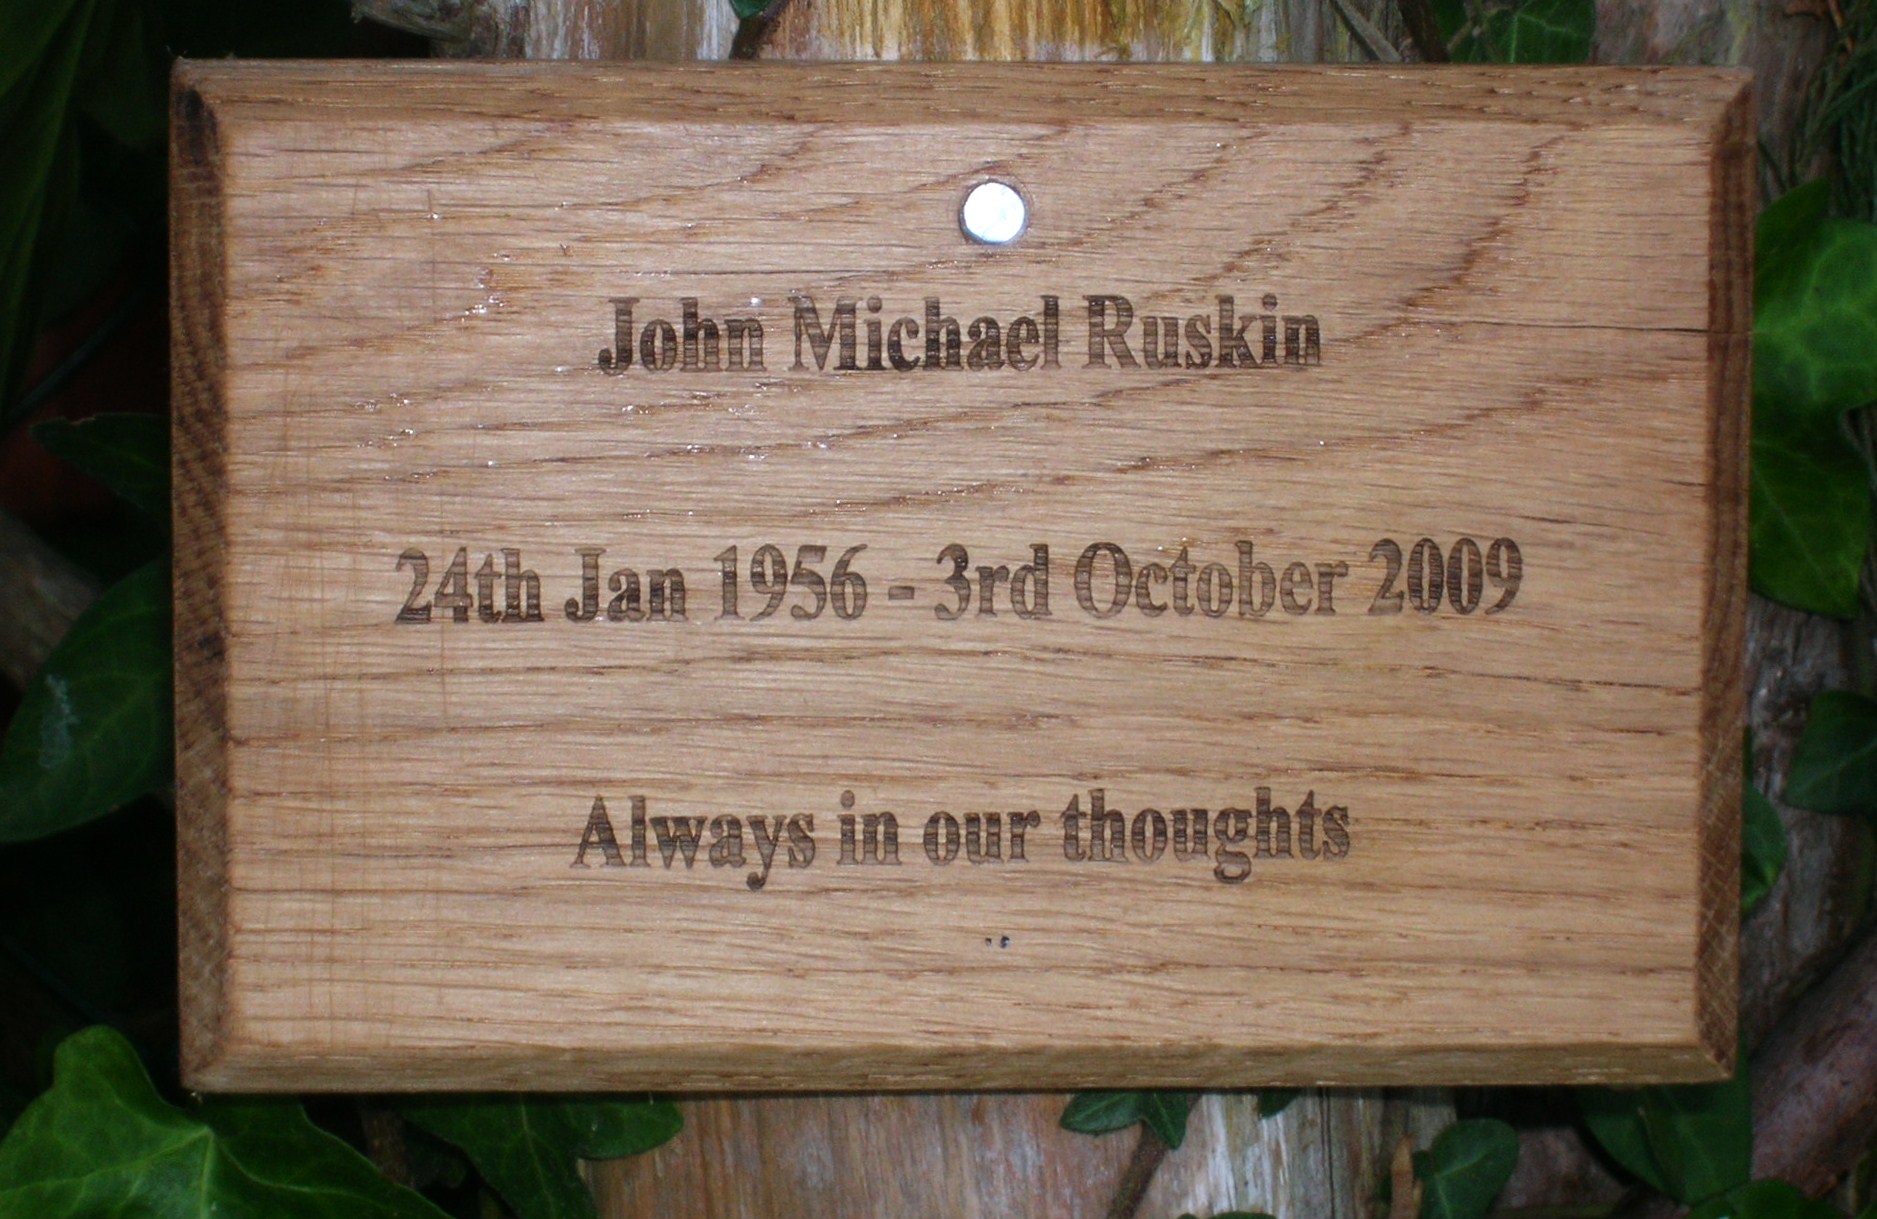 John Michael Ruskin
24th Jan 1956 - 3rd October 2009
Always in our thoughts